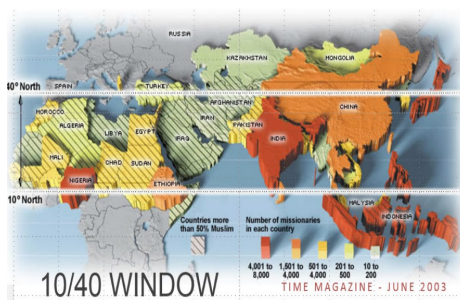 RUSSIA
KAZAKHSTAN
MONGOLIA
40° North
SPAIN
TURKEY
AFGHANISTAN
CHINA
MOROCCO
ALGERIA
LIBYA
EGYPT
IRAQ
IRAN
PAKISTAN
INDIA
MALI
CHAD
SUDAN
NIGERIA
ETHIOPIA
10° North
MALYSIA
INDONESIA
Countries more
than 50% Muslim
Number of missionaries
in each country
4,001 to
8,000
1,501 to
4,000
501 to
4,000
201 to
500
10 to
200
10/40 WINDOW
TIME MAGAZINE - JUNE 2003